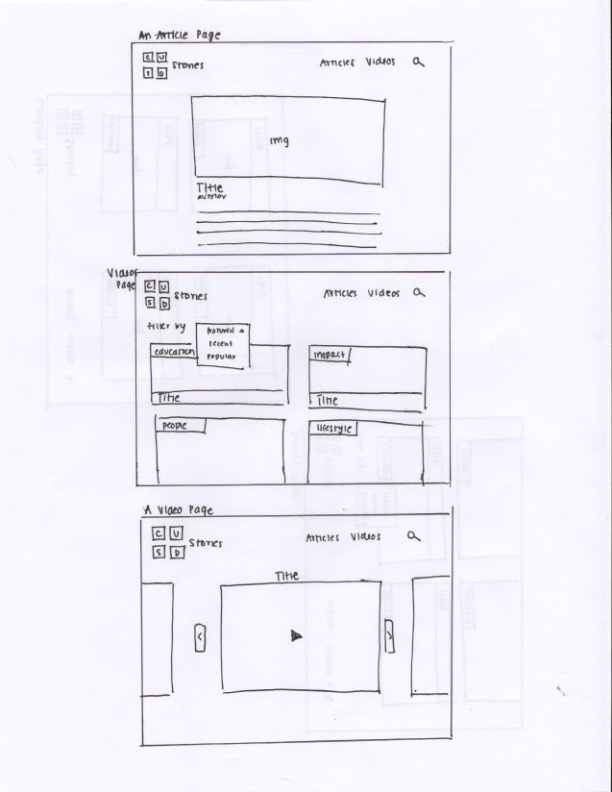 An Article Page
C U
Stories
D
Articles Videos
img
Title
author
Videos
Page
C U
S D
Stories
Articles Videos
filter by
featured
recent
popular
education
impact
Title
Title
people
lifestyle
A Video Page
C U
S D
Stories
Articles Videos
Title